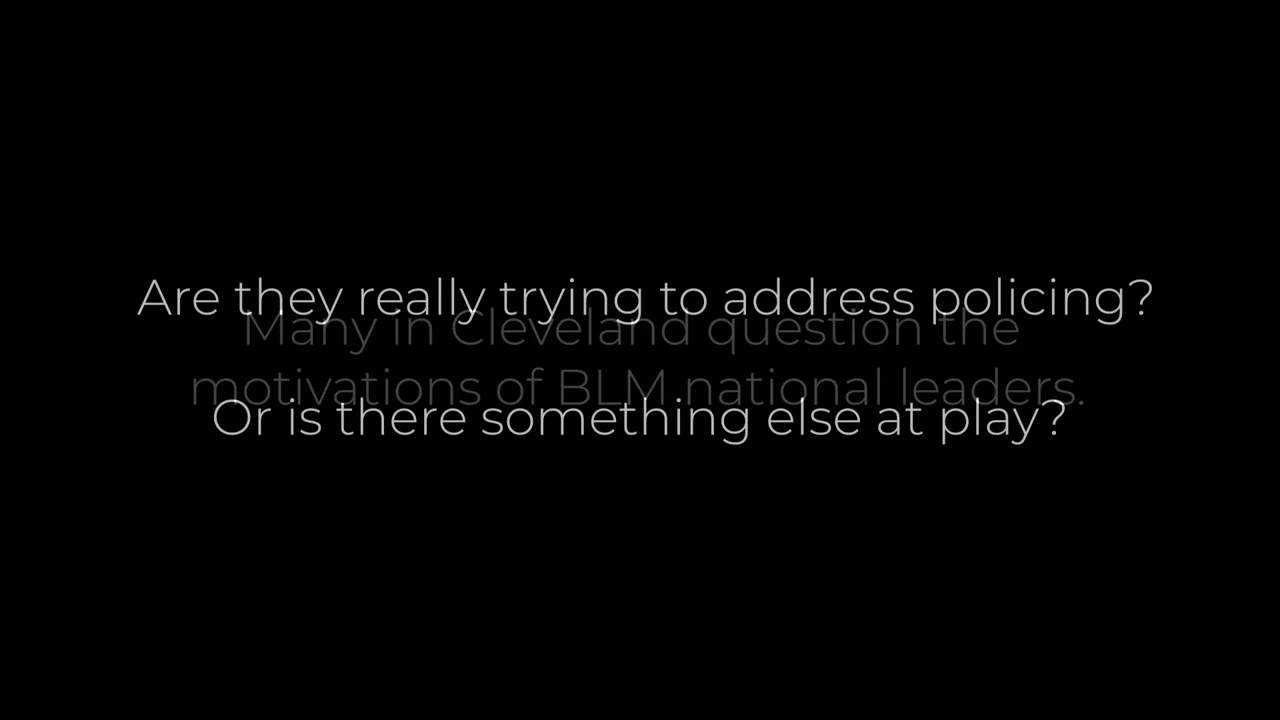 Are they really trying to address policing?
Many in Cleveland question the
motivations of BLM national leaders.
Or is there something else at play?